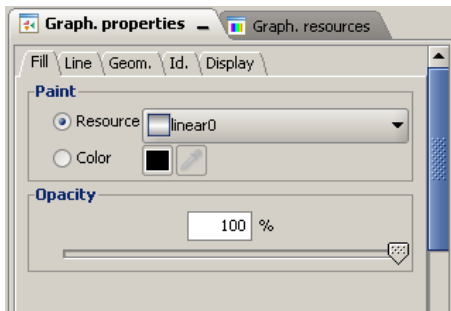 Graph. properties Graph. resources
Fill Line Geom. Id. Display
Paint
Resource linear0
Color
Opacity
100 %